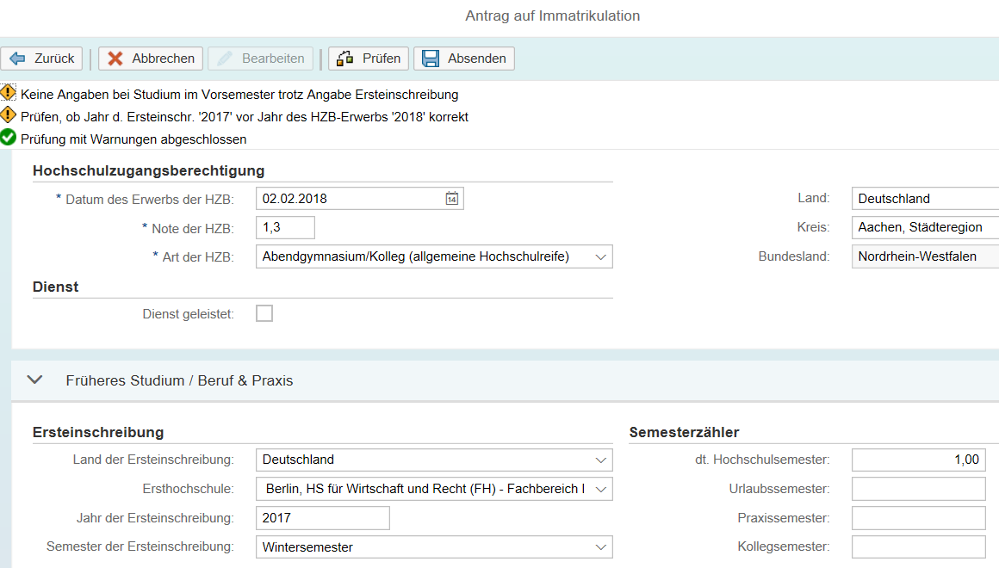 Antrag auf Immatrikulation
Zurück Abbrechen Bearbeiten Prüfen Absenden
Keine Angaben bei Studium im Vorsemester trotz Angabe Ersteinschreibung
Prüfen, ob Jahr d. Ersteinschr. '2017' vor Jahr des HZB-Erwerbs '2018' korrekt
Prüfung mit Warnungen abgeschlossen
Hochschulzugangsberechtigung
* Datum des Erwerbs der HZB: 02.02.2018 14 Land: Deutschland
* Note der HZB: 1,3 Kreis: Aachen, Städteregion
* Art der HZB: Abendgymnasium/Kolleg (allgemeine Hochschulreife) Bundesland: Nordrhein-Westfalen
Dienst
Dienst geleistet:
Früheres Studium / Beruf & Praxis
Ersteinschreibung Semesterzähler
Land der Ersteinschreibung: Deutschland dt. Hochschulsemester: 1,00
Ersthochschule: Berlin, HS für Wirtschaft und Recht (FH) - Fachbereich Urlaubssemester:
Jahr der Ersteinschreibung: 2017 Praxissemester:
Semester der Ersteinschreibung: Wintersemester Kollegsemester: